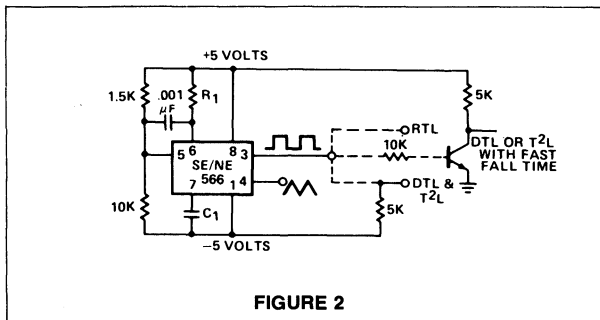 +5 VOLTS
1.5K
.001
μF
R1
5K
RTL
5 6 8 3
SE/NE
566
7 1 4
10K
DTL OR T²L
WITH FAST
FALL TIME
DTL &
T²L
10K
C1
5K
−5 VOLTS
FIGURE 2